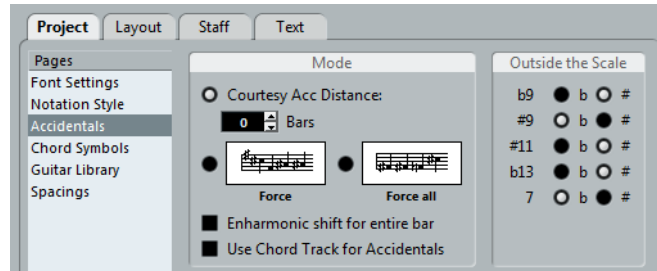 Project Layout Staff Text
Pages
Font Settings
Notation Style
Accidentals
Chord Symbols
Guitar Library
Spacings
Mode
Courtesy Acc Distance:
0 Bars
Force Force all
Enharmonic shift for entire bar
Use Chord Track for Accidentals
Outside the Scale
b9 b #
#9 b #
#11 b #
b13 b #
7 b #